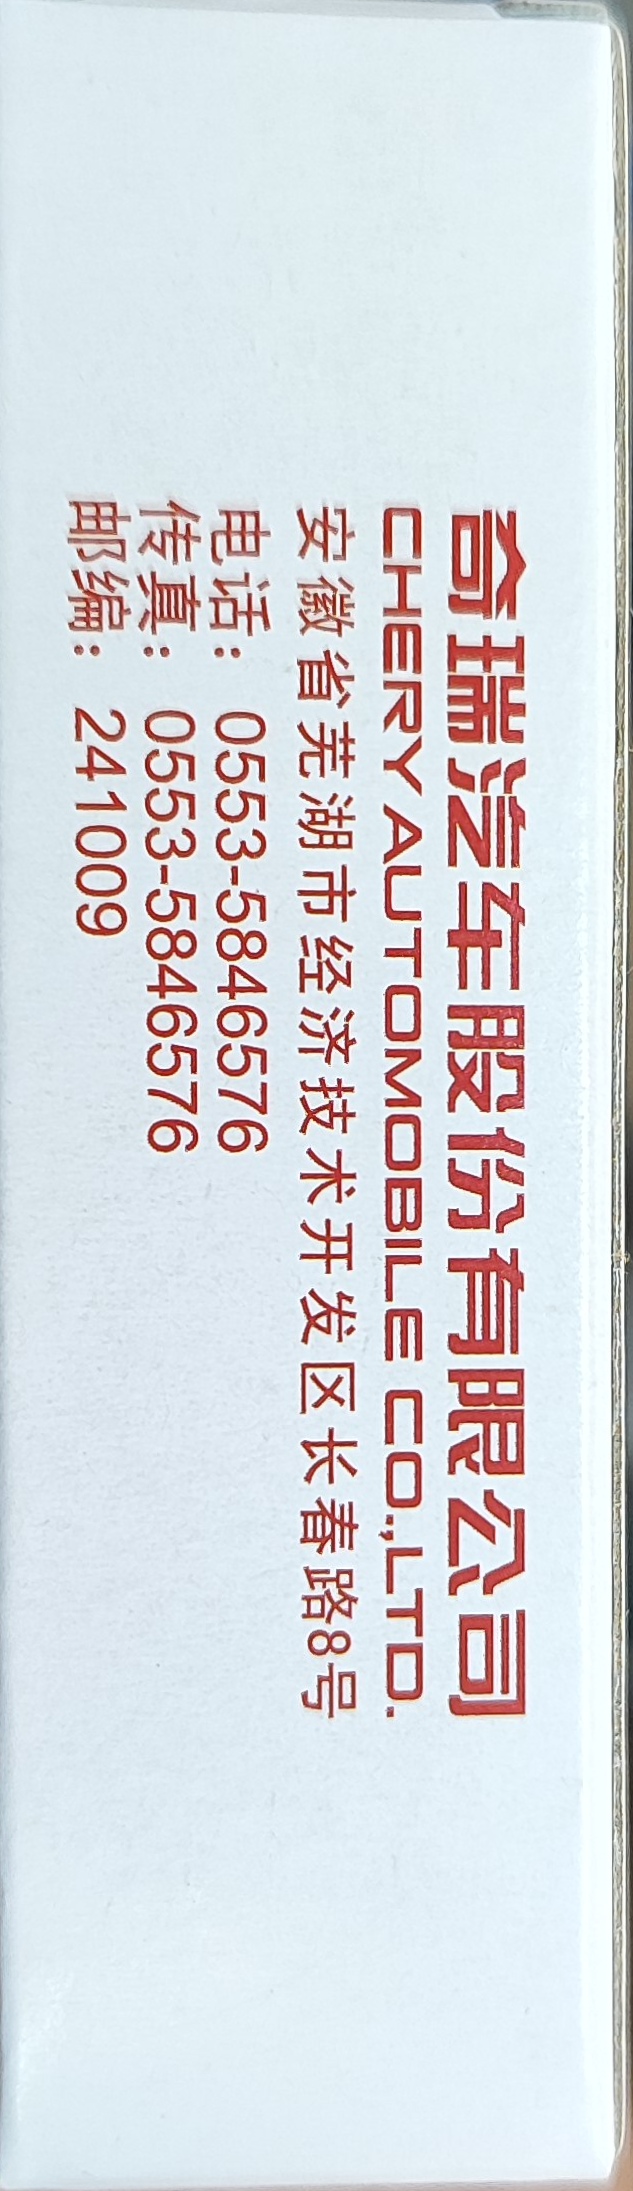 奇瑞汽车股份有限公司
CHERY AUTOMOBILE CO.,LTD.
安徽省芜湖市经济技术开发区长春路8号
电话：0553-5846576
传真：0553-5846576
邮编：241009